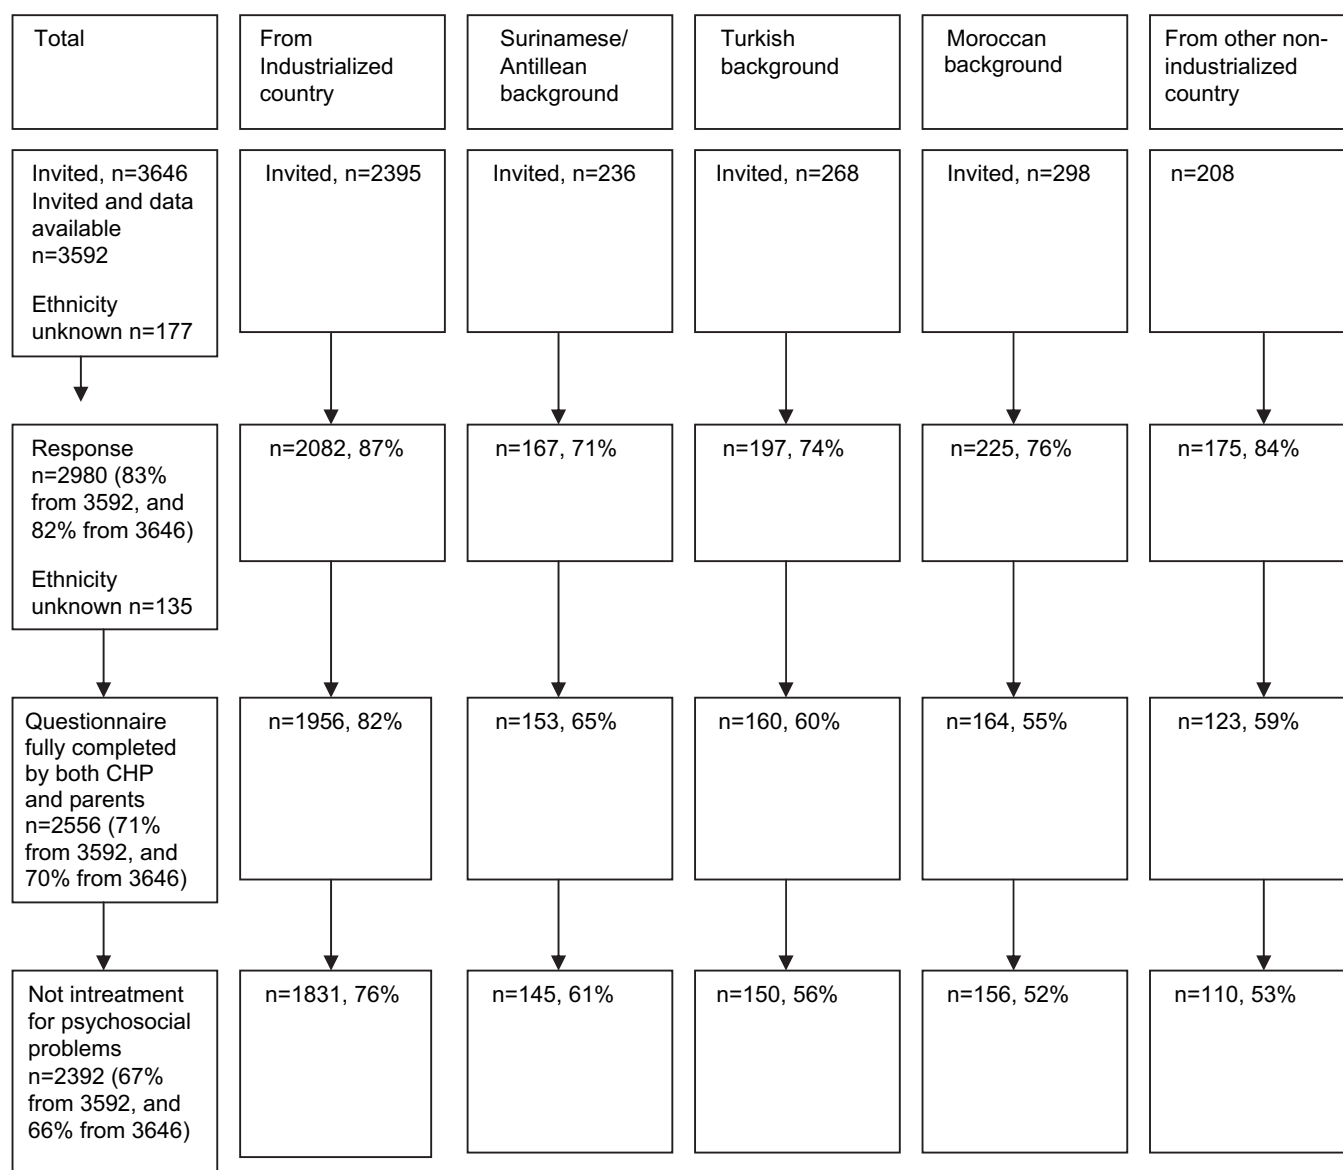 Total
From
Industrialized
country
Surinamese/
Antillean
background
Turkish
background
Moroccan
background
From other non-
industrialized
country
Invited, n=3646
Invited and data
available
n=3592
Ethnicity
unknown n=177
Invited, n=2395
Invited, n=236
Invited, n=268
Invited, n=298
n=208
Response
n=2980 (83%
from 3592, and
82% from 3646)
Ethnicity
unknown n=135
n=2082, 87%
n=167, 71%
n=197, 74%
n=225, 76%
n=175, 84%
Questionnaire
fully completed
by both CHP
and parents
n=2556 (71%
from 3592, and
70% from 3646)
n=1956, 82%
n=153, 65%
n=160, 60%
n=164, 55%
n=123, 59%
Not intreatment
for psychosocial
problems
n=2392 (67%
from 3592, and
66% from 3646)
n=1831, 76%
n=145, 61%
n=150, 56%
n=156, 52%
n=110, 53%